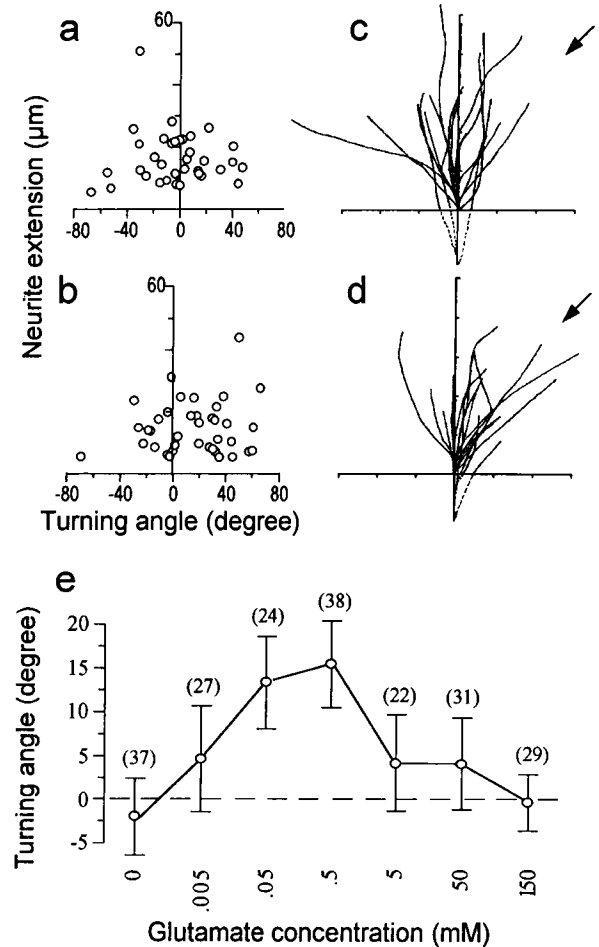 a
60
-80 -40 0 40 80
c
Neurite extension (µm)
b
60
-80 -40 0 40 80
Turning angle (degree)
d
e
Turning angle (degree)
20
15
10
5
0
-5
(37) (27) (24) (38) (22) (31) (29)
0 .005 .05 .5 5 50 150
Glutamate concentration (mM)